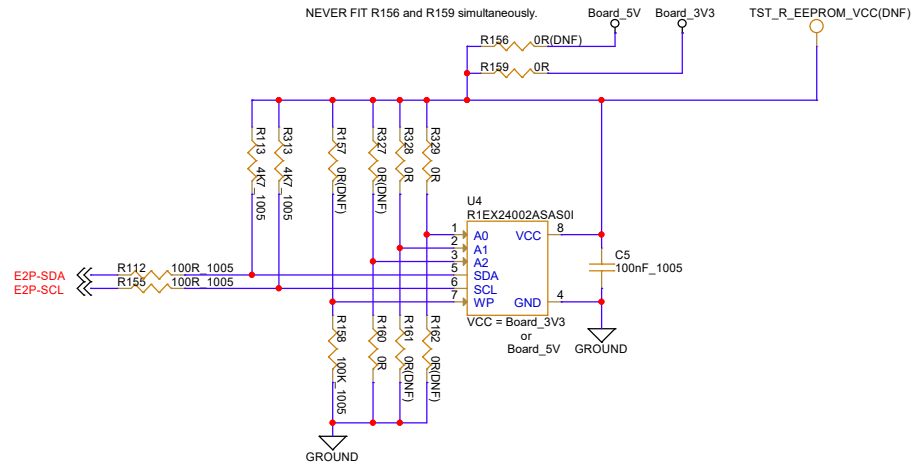 NEVER FIT R156 and R159 simultaneously.
Board_5V
Board_3V3
TST_R_EEPROM_VCC(DNF)
R156
0R(DNF)
R159
0R
R113
4K7_1005
R313
4K7_1005
R157
0R(DNF)
R327
0R(DNF)
R328
0R
R329
0R
U4
R1EX24002ASAS0I
1
A0
VCC
8
2
A1
3
A2
5
SDA
6
SCL
7
WP
GND
4
C5
100nF_1005
E2P-SDA
R112
100R_1005
E2P-SCL
R155
100R_1005
VCC = Board_3V3
or
Board_5V
GROUND
R158
100K_1005
R160
0R
R161
0R(DNF)
R162
0R(DNF)
GROUND